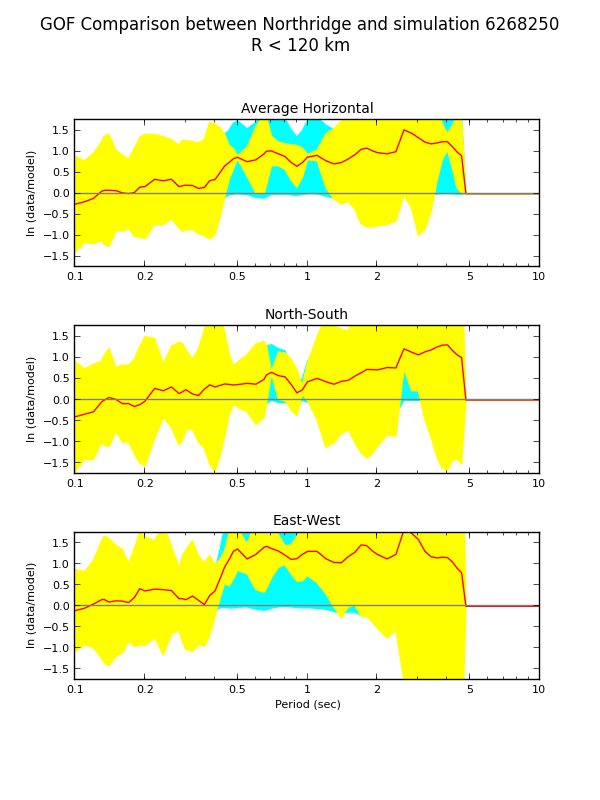 GOF Comparison between Northridge and simulation 6268250
R < 120 km
Average Horizontal
ln (data/model)
1.5
1.0
0.5
0.0
−0.5
−1.0
−1.5
0.1 0.2 0.5 1 2 5 10
North-South
ln (data/model)
1.5
1.0
0.5
0.0
−0.5
−1.0
−1.5
0.1 0.2 0.5 1 2 5 10
East-West
ln (data/model)
1.5
1.0
0.5
0.0
−0.5
−1.0
−1.5
0.1 0.2 0.5 1 2 5 10
Period (sec)